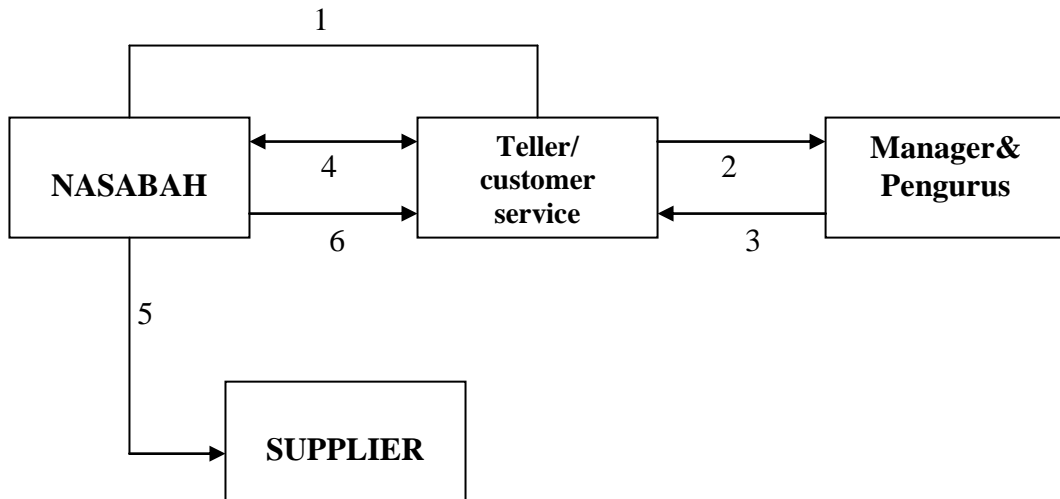 1
NASABAH
4
6
Teller/
customer
service
2
3
Manager&
Pengurus
5
SUPPLIER